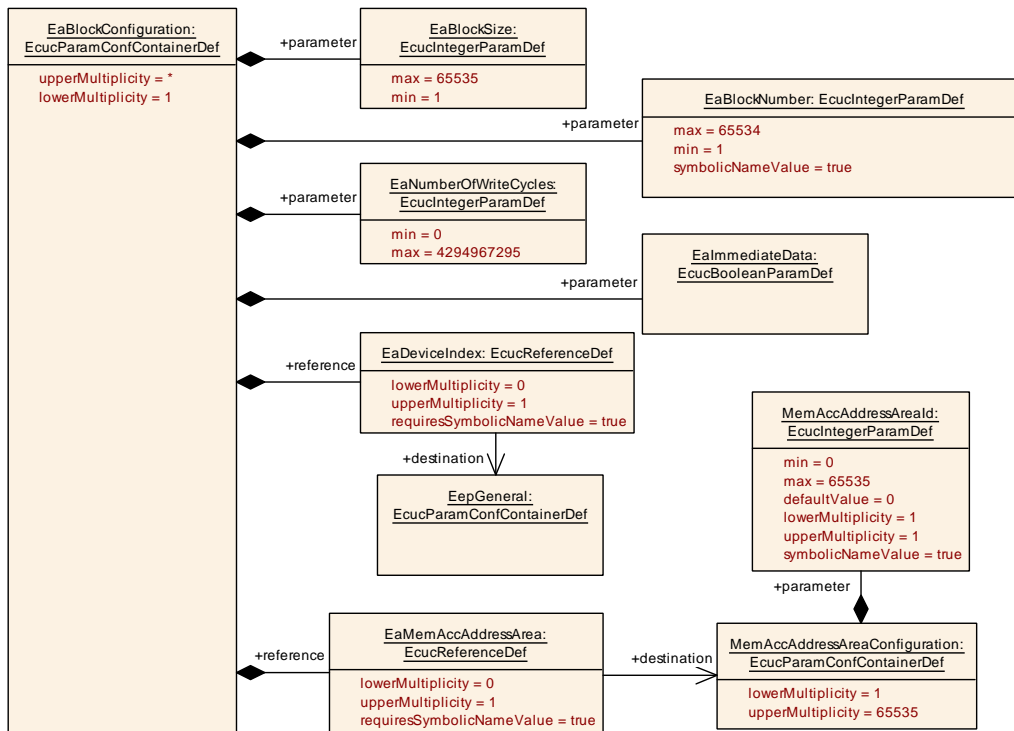 EaBlockConfiguration:
EcucParamConfContainerDef
upperMultiplicity = *
lowerMultiplicity = 1
+parameter
EaBlockSize:
EcucIntegerParamDef
max = 65535
min = 1
+parameter
EaBlockNumber: EcucIntegerParamDef
max = 65534
min = 1
symbolicNameValue = true
+parameter
EaNumberOfWriteCycles:
EcucIntegerParamDef
min = 0
max = 4294967295
+parameter
EaImmediateData:
EcucBooleanParamDef
+reference
EaDeviceIndex: EcucReferenceDef
lowerMultiplicity = 0
upperMultiplicity = 1
requiresSymbolicNameValue = true
+destination
EepGeneral:
EcucParamConfContainerDef
MemAccAddressAreaId:
EcucIntegerParamDef
min = 0
max = 65535
defaultValue = 0
lowerMultiplicity = 1
upperMultiplicity = 1
symbolicNameValue = true
+parameter
+reference
EaMemAccAddressArea:
EcucReferenceDef
lowerMultiplicity = 0
upperMultiplicity = 1
requiresSymbolicNameValue = true
+destination
MemAccAddressAreaConfiguration:
EcucParamConfContainerDef
lowerMultiplicity = 1
upperMultiplicity = 65535